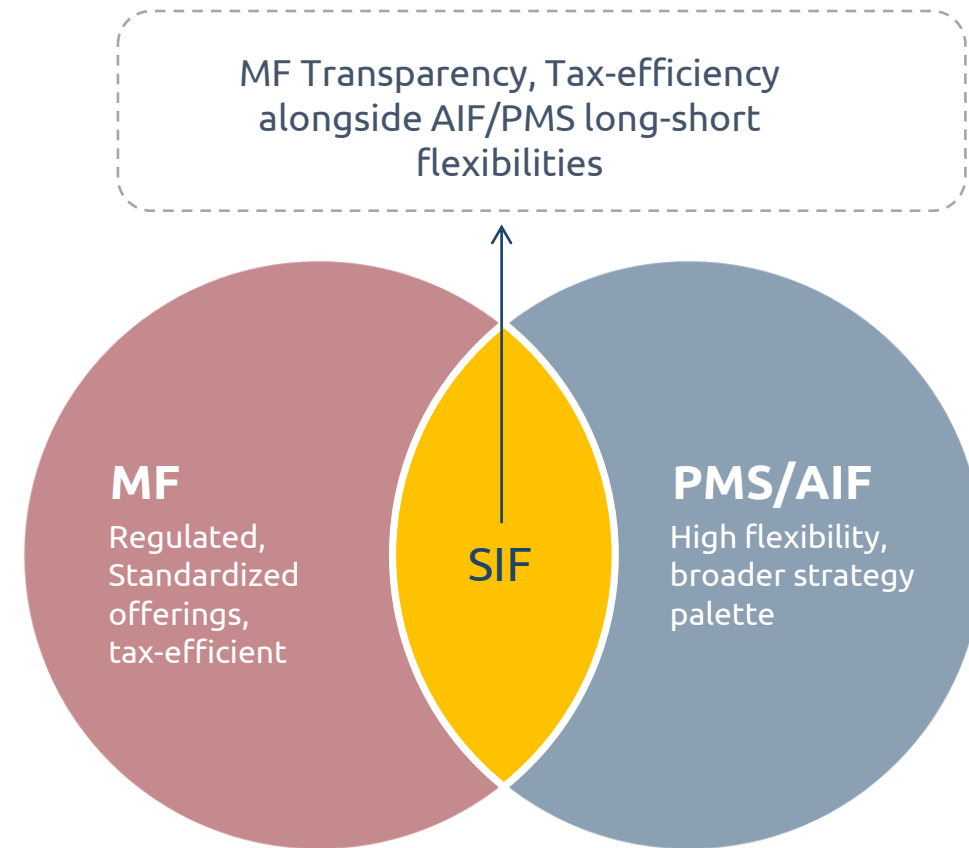 MF Transparency, Tax-efficiency
alongside AIF/PMS long-short
flexibilities
MF
Regulated,
Standardized
offerings,
tax-efficient
SIF
PMS/AIF
High flexibility,
broader strategy
palette